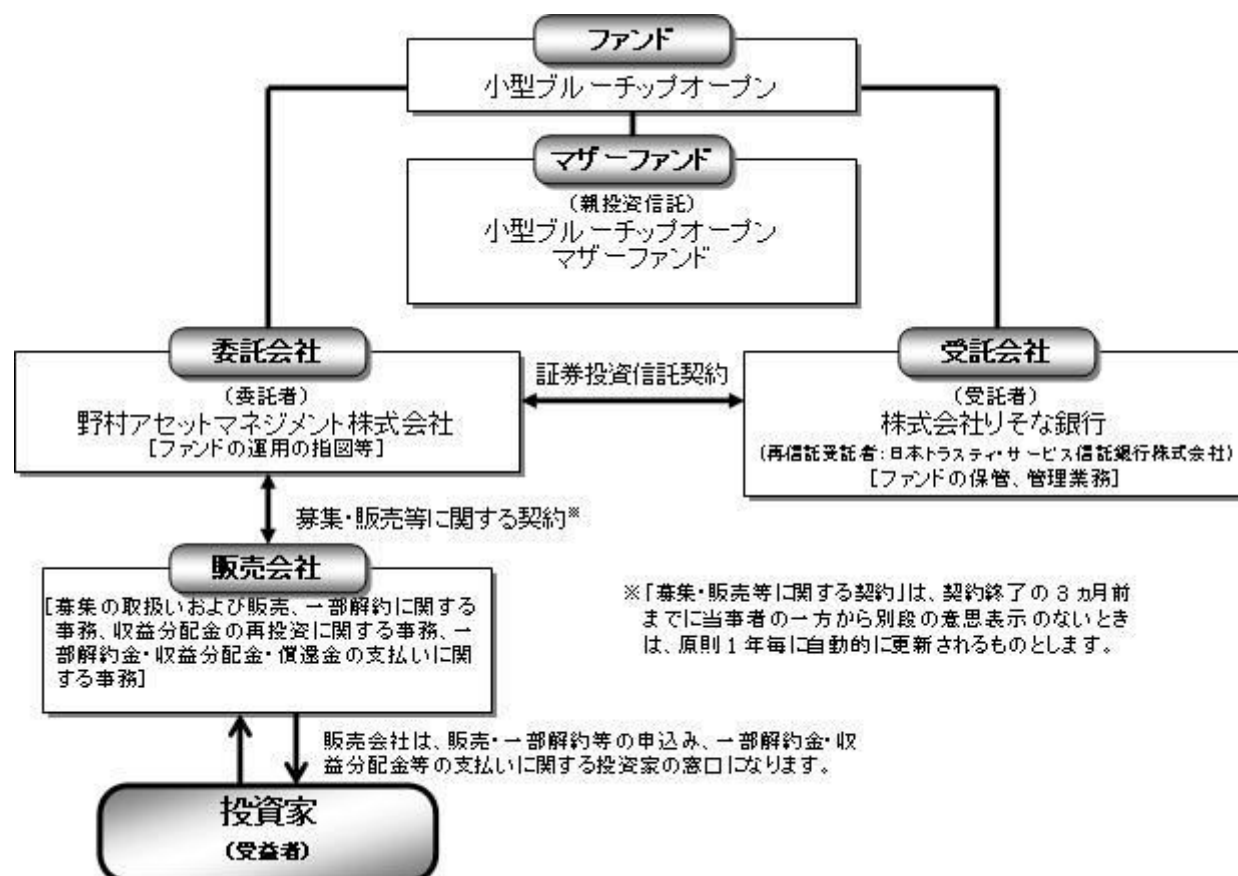 ファンド
小型ブルーチップオープン
マザーファンド
(親投資信託)
小型ブルーチップオープン
マザーファンド
委託会社
(委託者)
野村アセットマネジメント株式会社
[ファンドの運用の指図等]
証券投資信託契約
受託会社
(受託者)
株式会社りそな銀行
(再信託受託者:日本トラスティ・サービス信託銀行株式会社)
[ファンドの保管、管理業務]
募集・販売等に関する契約※
販売会社
[募集の取扱いおよび販売、一部解約に関する
事務、収益分配金の再投資に関する事務、一
部解約金・収益分配金・償還金の支払いに関
する事務]
※「募集・販売等に関する契約」は、契約終了の3ヵ月前
までに当事者の一方から別段の意思表示のないとき
は、原則1年毎に自動的に更新されるものとします。
販売会社は、販売・一部解約等の申込み、一部解約金・収
益分配金等の支払いに関する投資家の窓口になります。
投資家
(受益者)